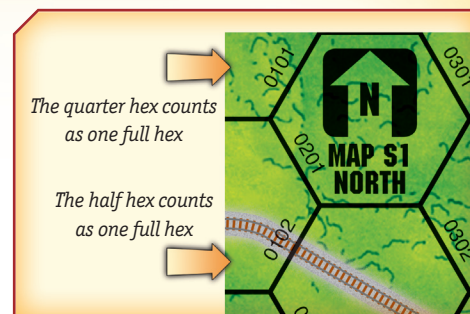 The quarter hex counts
as one full hex
The half hex counts
as one full hex
0101
N
0301
0201
MAP S1
NORTH
0102
0302